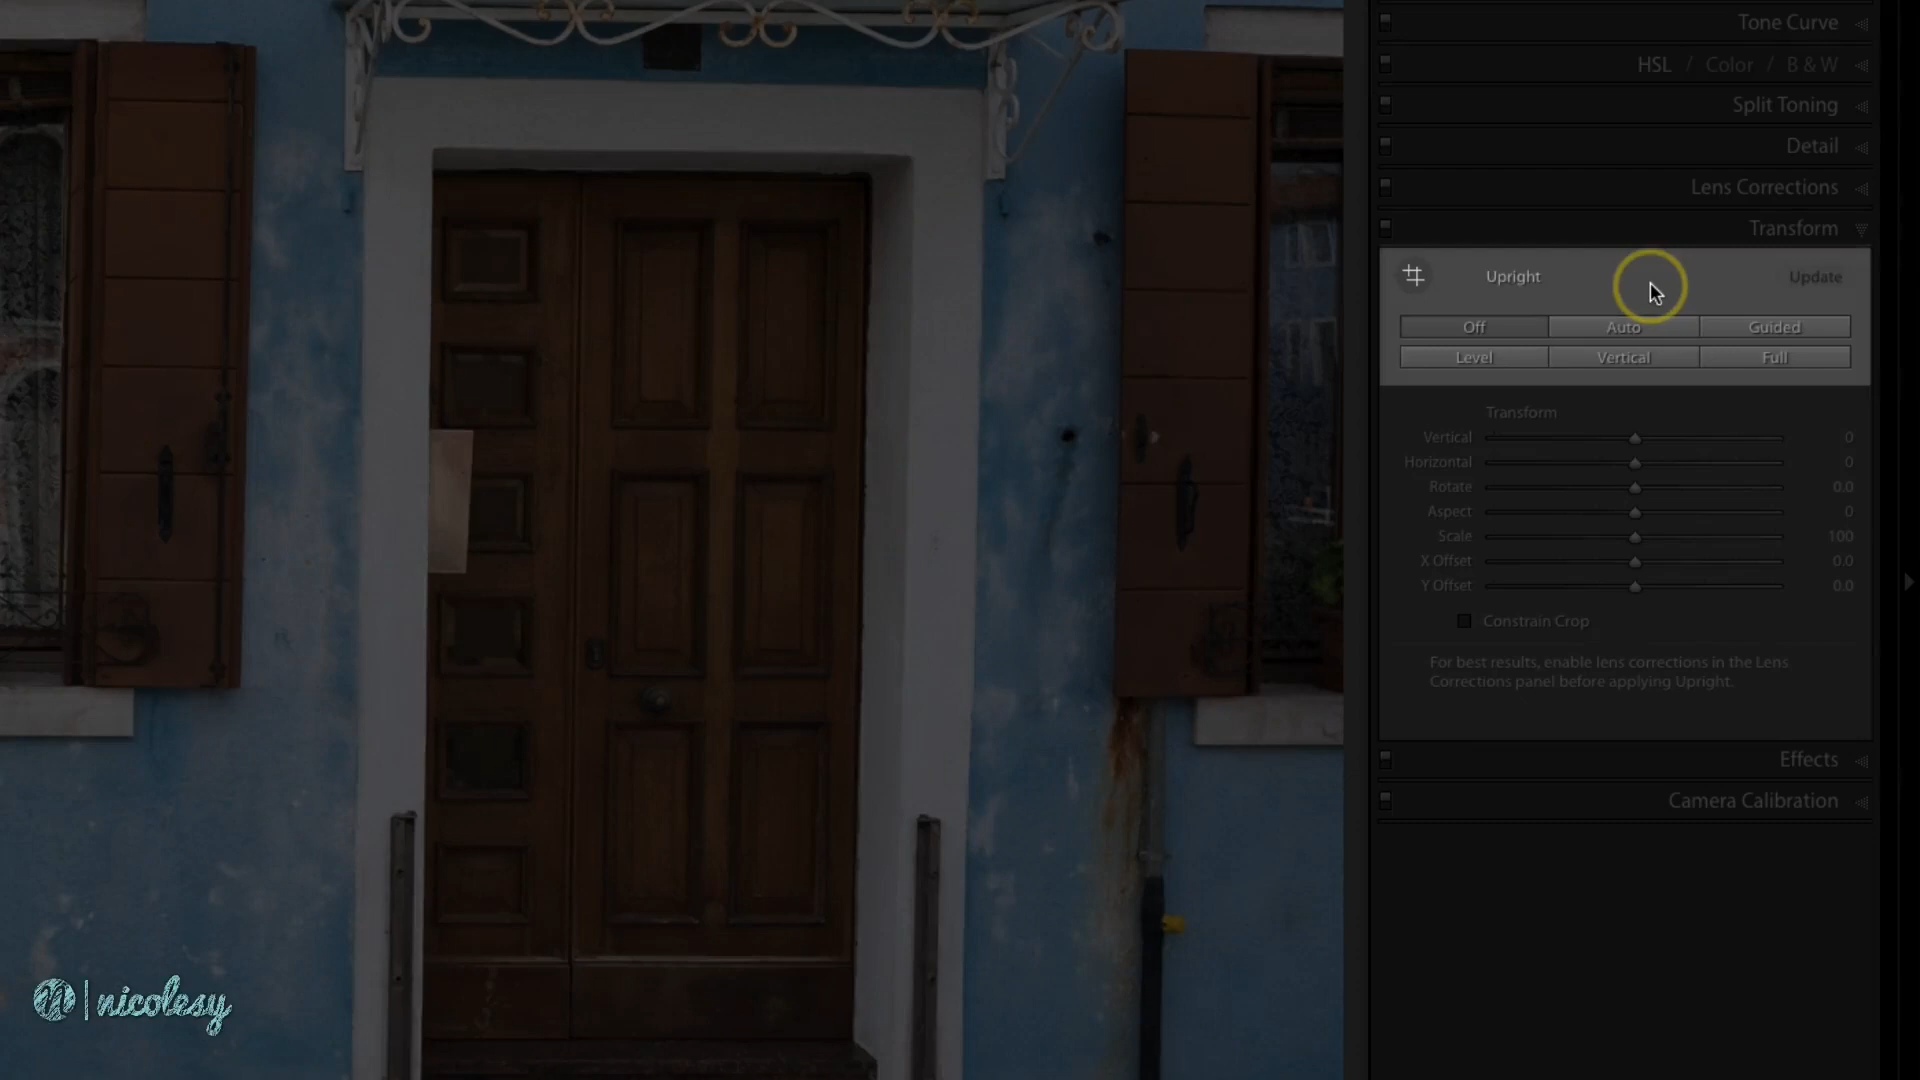 Tone Curve
HSL / Color / B & W
Split Toning
Detail
Lens Corrections
Transform
Upright Update
Off Auto Guided
Level Vertical Full
Transform
Vertical 0
Horizontal 0
Rotate 0.0
Aspect 0
Scale 100
X Offset 0.0
Y Offset 0.0
Constrain Crop
For best results, enable lens corrections in the Lens
Corrections panel before applying Upright.
Effects
Camera Calibration
n | nicolesy